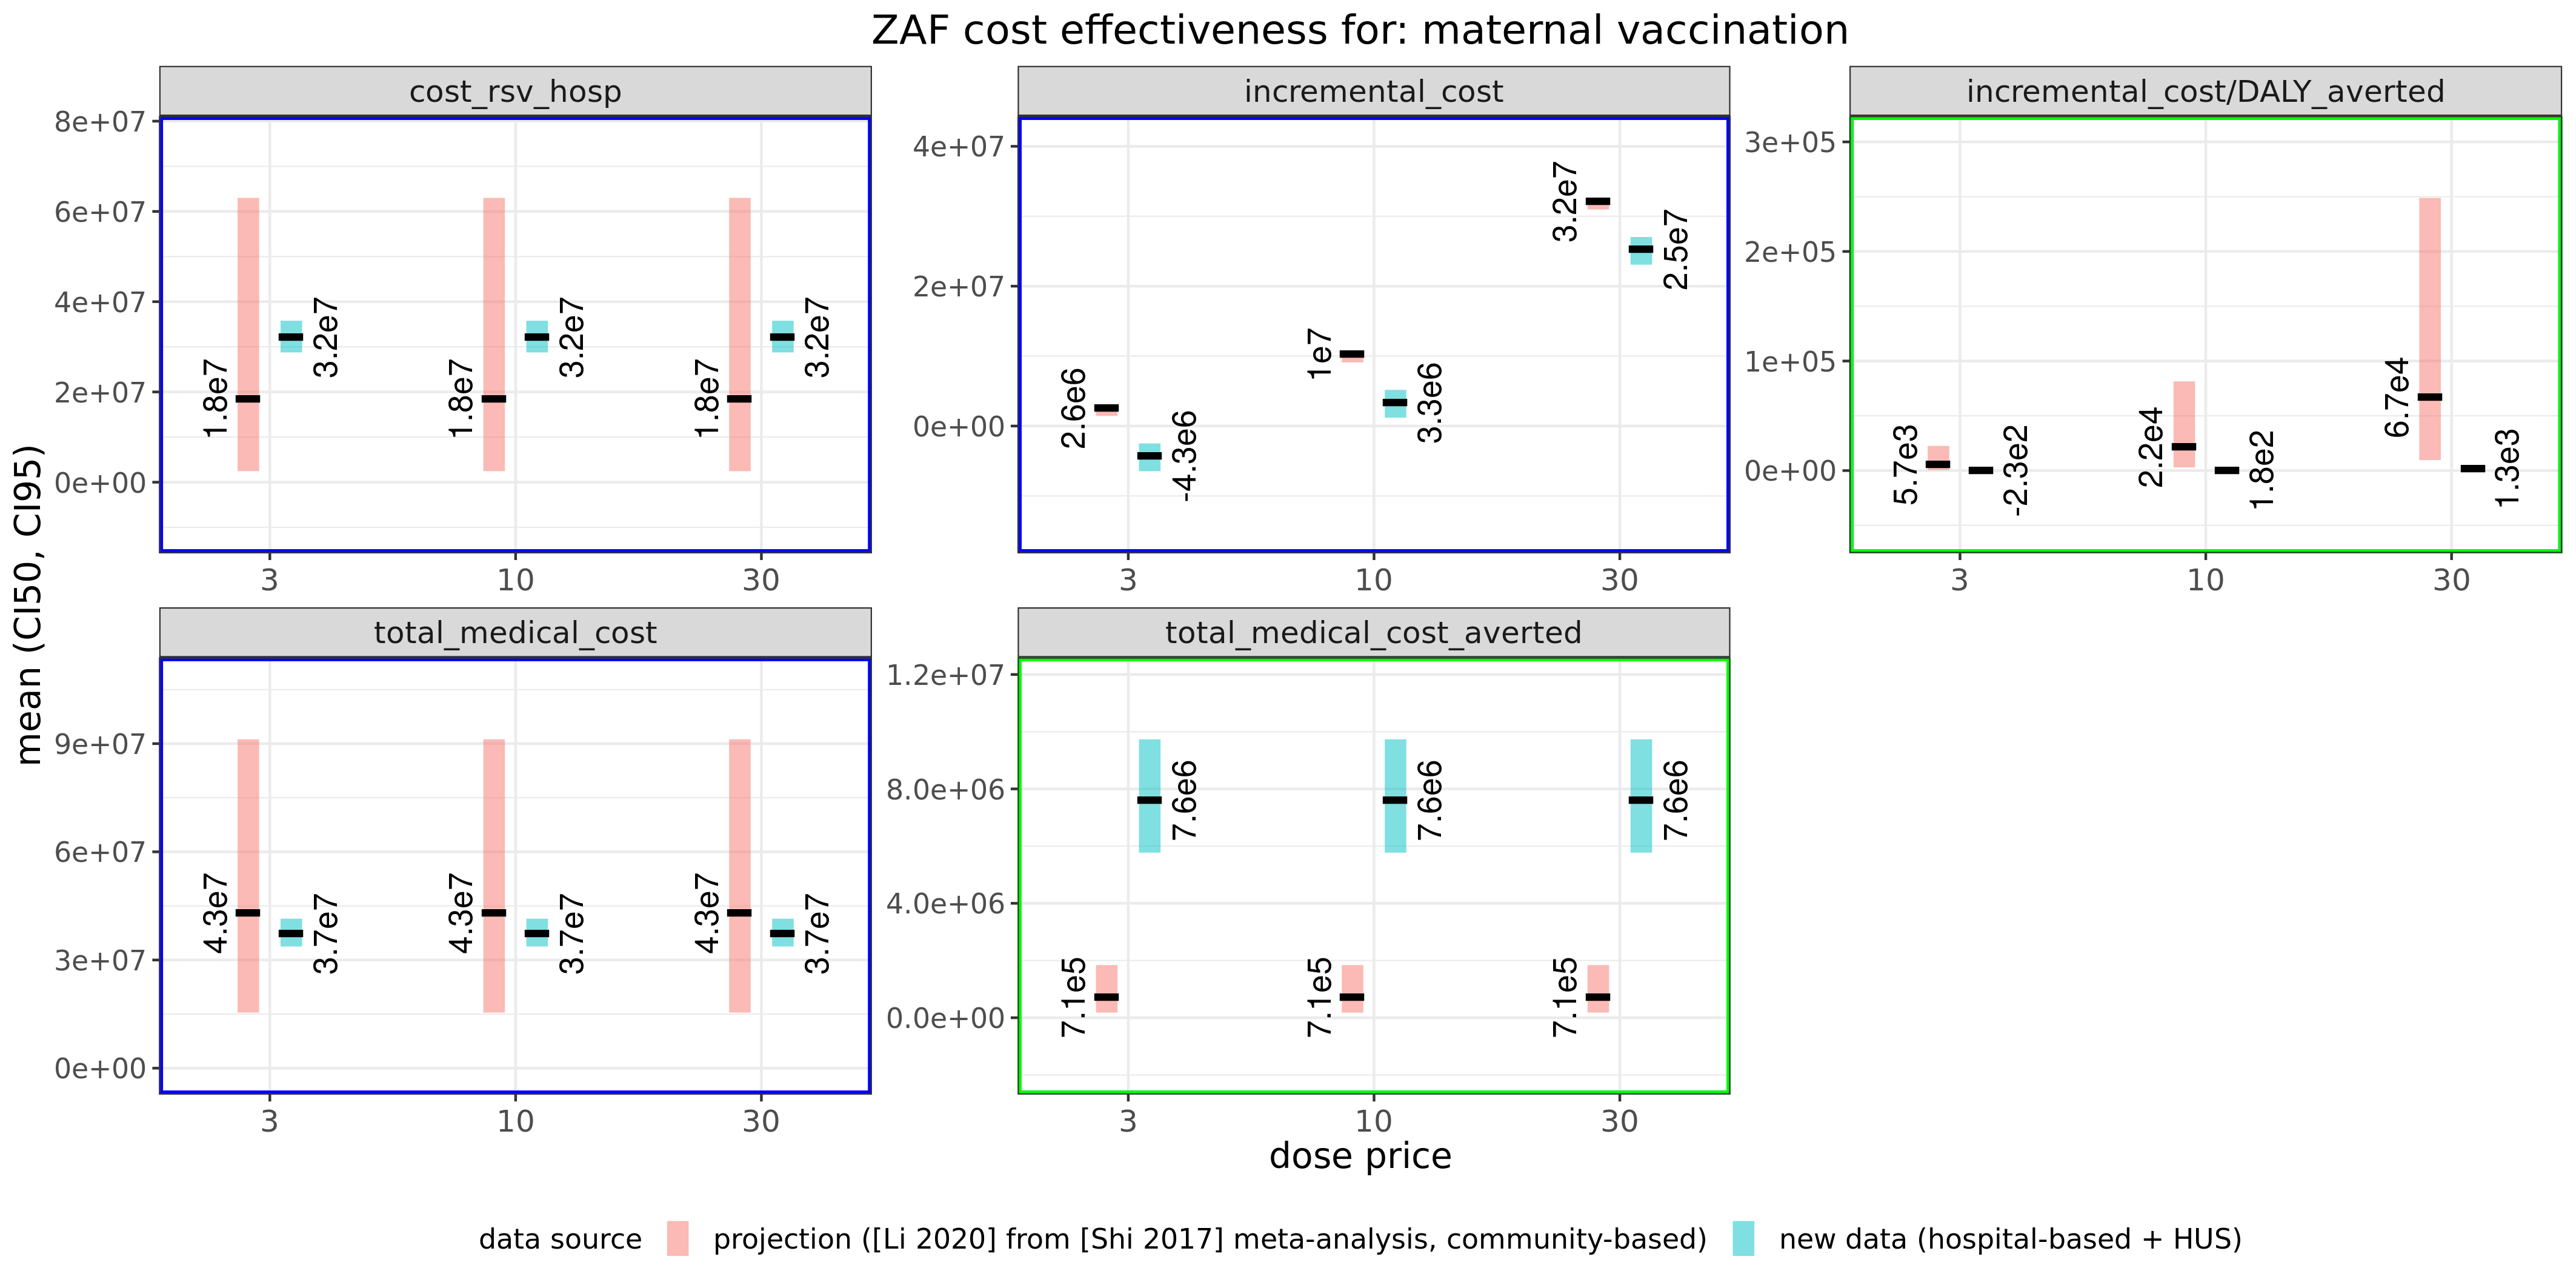 ZAF cost effectiveness for: maternal vaccination
mean (CI50, CI95)
cost_rsv_hosp
8e+07
6e+07
4e+07
2e+07
0e+00
1.8e7
3.2e7
1.8e7
3.2e7
1.8e7
3.2e7
3
10
30
incremental_cost
4e+07
2e+07
0e+00
2.6e6
-4.3e6
1e7
3.3e6
3.2e7
2.5e7
3
10
30
incremental_cost/DALY_averted
3e+05
2e+05
1e+05
0e+00
5.7e3
-2.3e2
2.2e4
1.8e2
6.7e4
1.3e3
3
10
30
total_medical_cost
9e+07
6e+07
3e+07
0e+00
4.3e7
3.7e7
4.3e7
3.7e7
4.3e7
3.7e7
3
10
30
total_medical_cost_averted
1.2e+07
8.0e+06
4.0e+06
0.0e+00
7.1e5
7.6e6
7.1e5
7.6e6
7.1e5
7.6e6
3
10
30
dose price
data source
projection ([Li 2020] from [Shi 2017] meta-analysis, community-based)
new data (hospital-based + HUS)